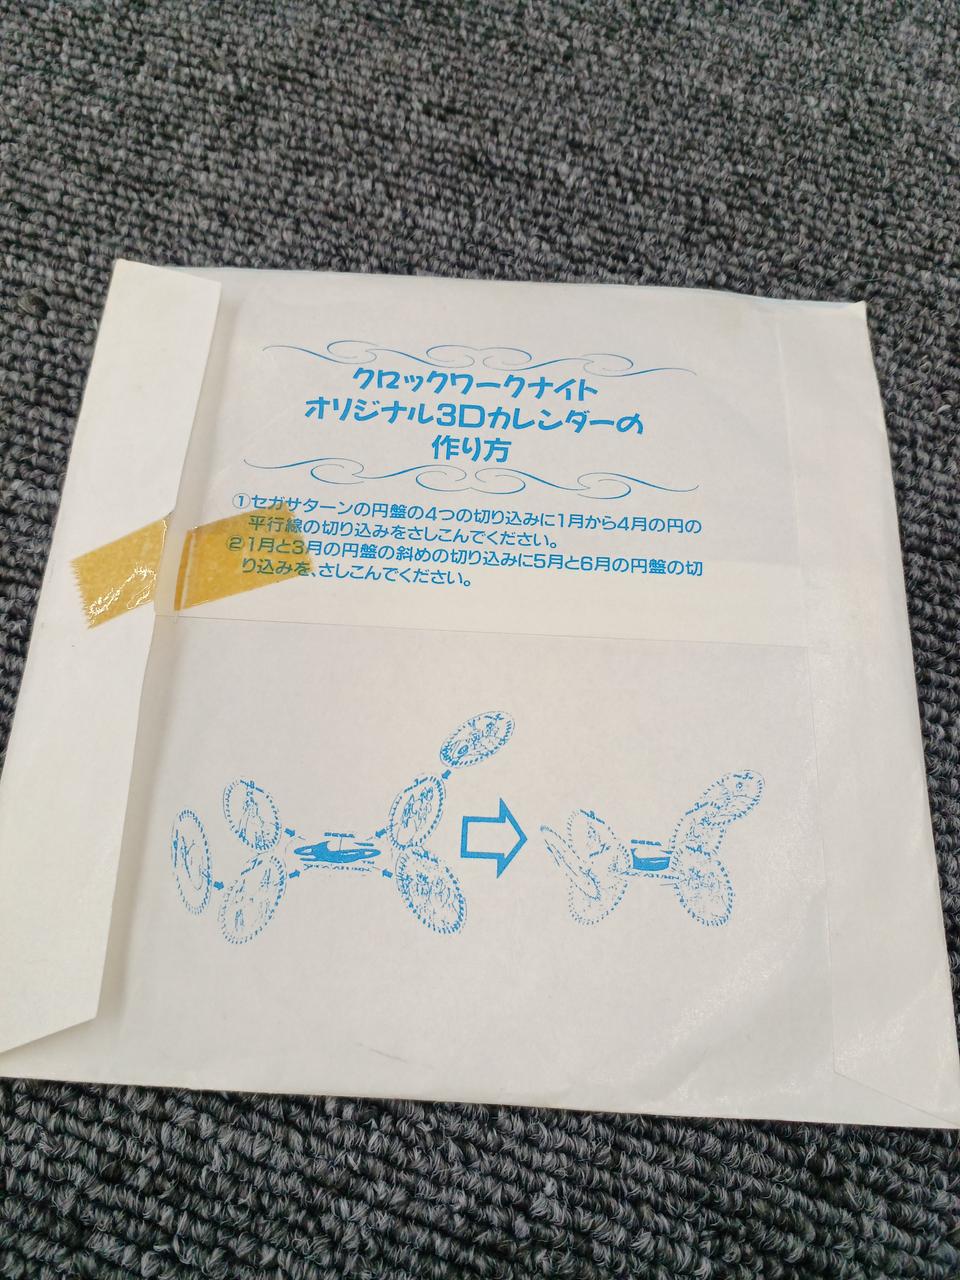 クロックワークナイト
オリジナル3Dカレンダーの
作り方
①セガサターンの円盤の4つの切り込みに1月から4月の円の
平行線の切り込みをさしこんでください。
②1月と3月の円盤の斜めの切り込みに5月と6月の円盤の切
り込みを、さしこんでください。
SEGA